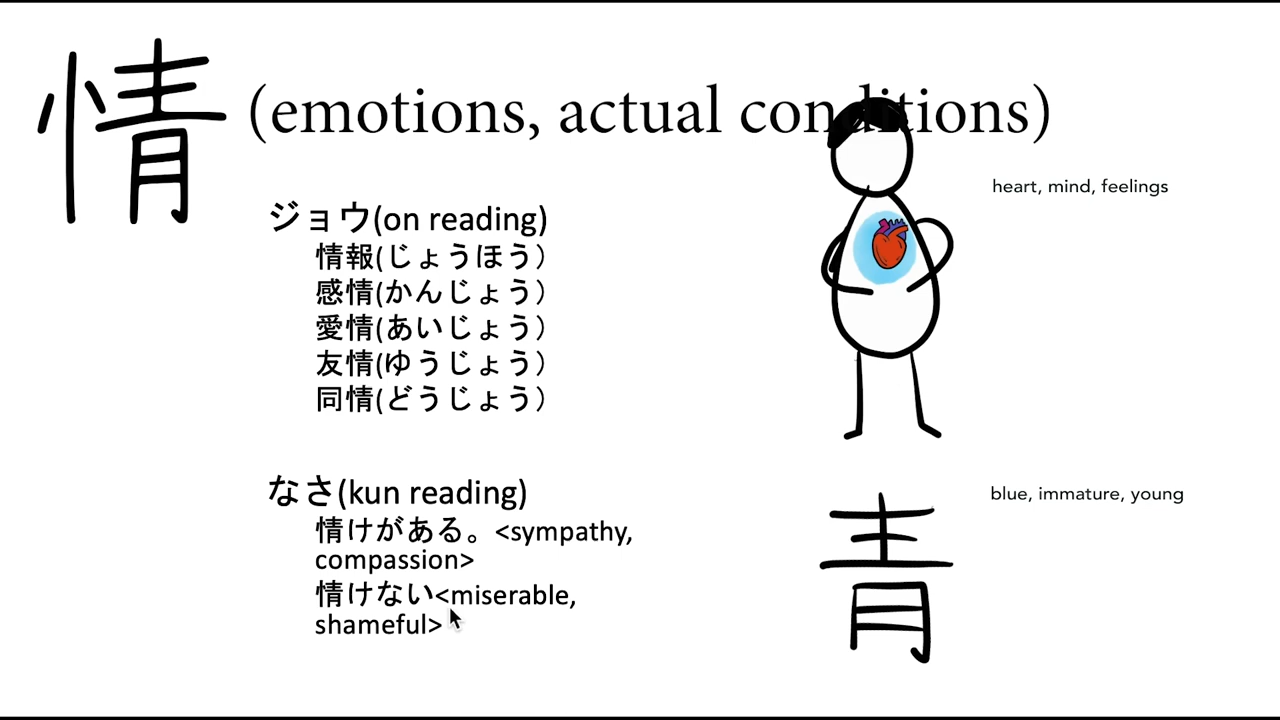 情 (emotions, actual conditions)
heart, mind, feelings
ジョウ(on reading)
情報(じょうほう)
感情(かんじょう)
愛情(あいじょう)
友情(ゆうじょう)
同情(どうじょう)
なさ(kun reading)
情けがある。<sympathy,
compassion>
情けない<miserable,
shameful>
blue, immature, young
青